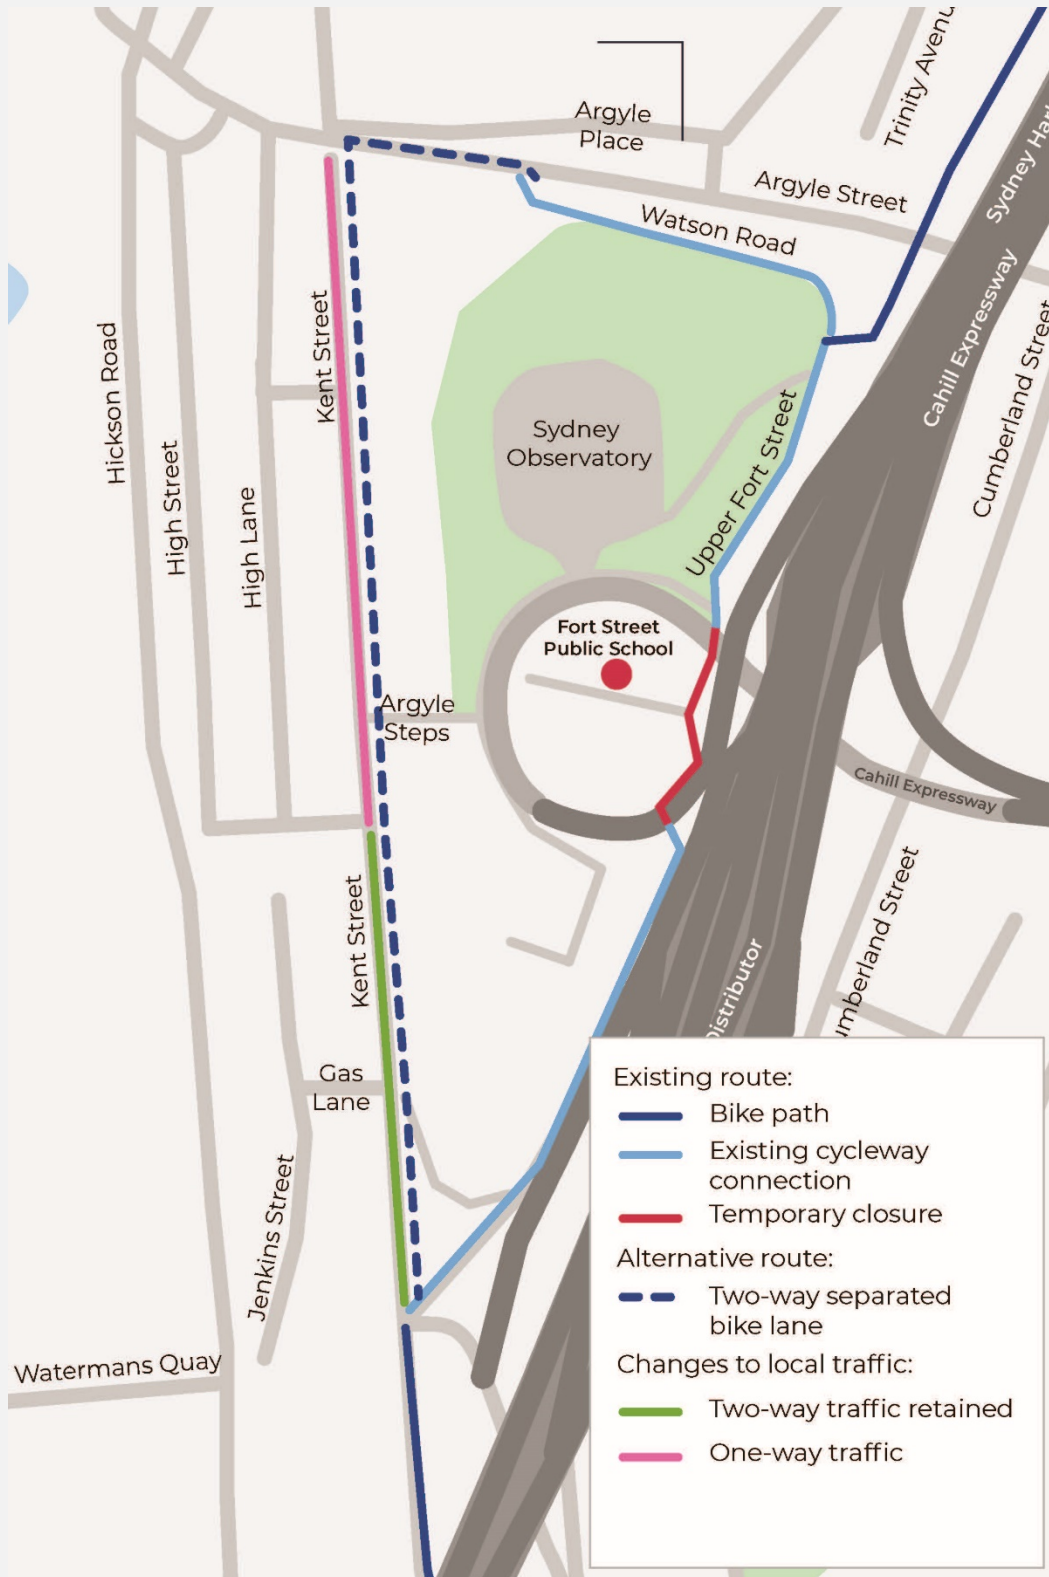 Argyle
Place
Trinity Avenu
Argyle Street
Watson Road
Sydney Har
Cahill Expressway
Kent Street
Hickson Road
Cumberland Street
Sydney
Observatory
High Street
Upper Fort Street
High Lane
Fort Street
Public School
Argyle
Steps
Cahill Expressway
Kent Street
umberland Street
Distributor
Gas
Lane
Jenkins Street
Watermans Quay
Existing route:
Bike path
Existing cycleway
connection
Temporary closure
Alternative route:
Two-way separated
bike lane
Changes to local traffic:
Two-way traffic retained
One-way traffic